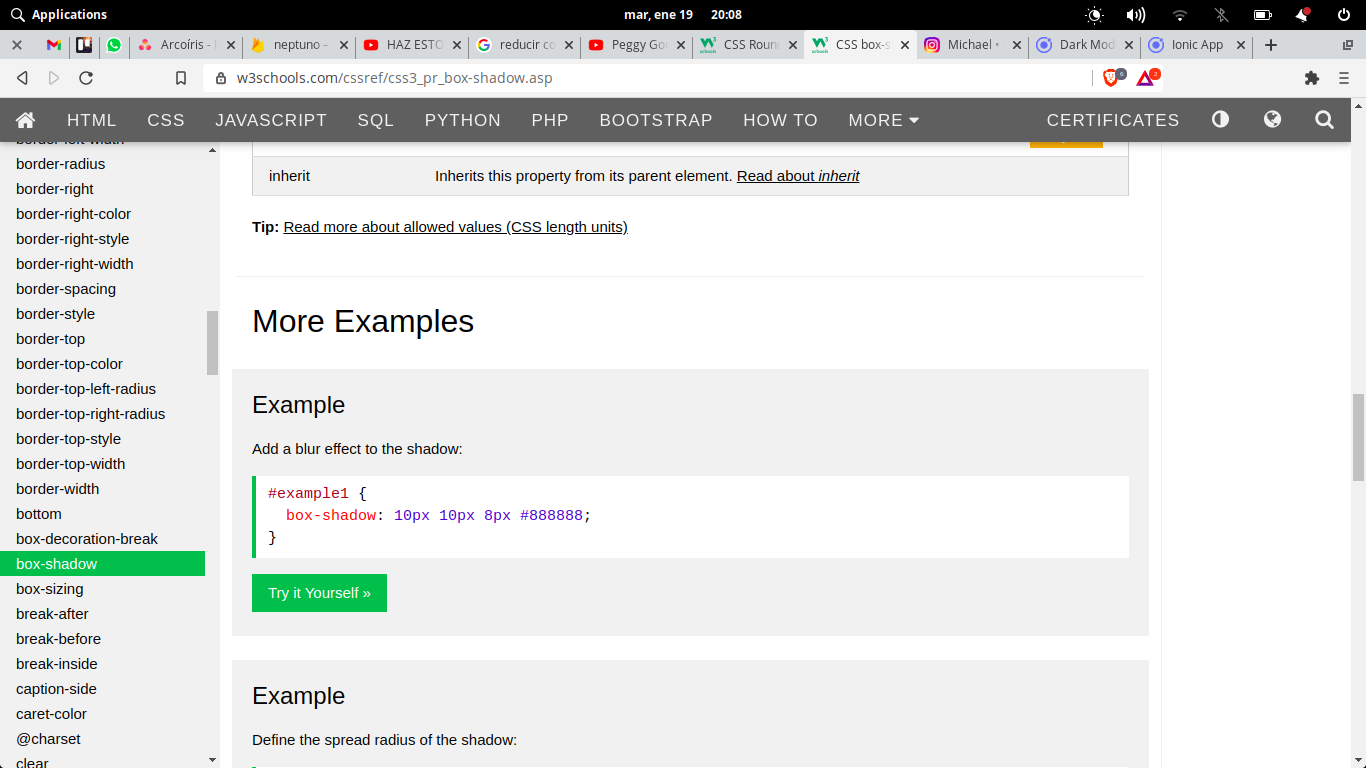 Applications
mar, ene 19 20:08
Arcoíris -
neptuno –
HAZ ESTO
reducir co
Peggy Gou
CSS Roun
CSS box-s
Michael •
Dark Mod
Ionic App
w3schools.com/cssref/css3_pr_box-shadow.asp
HTML CSS JAVASCRIPT SQL PYTHON PHP BOOTSTRAP HOW TO MORE CERTIFICATES
border-left-width
border-radius
border-right
border-right-color
border-right-style
border-right-width
border-spacing
border-style
border-top
border-top-color
border-top-left-radius
border-top-right-radius
border-top-style
border-top-width
border-width
bottom
box-decoration-break
box-shadow
box-sizing
break-after
break-before
break-inside
caption-side
caret-color
@charset
clear
inherit Inherits this property from its parent element. Read about inherit
Tip: Read more about allowed values (CSS length units)
More Examples
Example
Add a blur effect to the shadow:
#example1 {
box-shadow: 10px 10px 8px #888888;
}
Try it Yourself »
Example
Define the spread radius of the shadow: